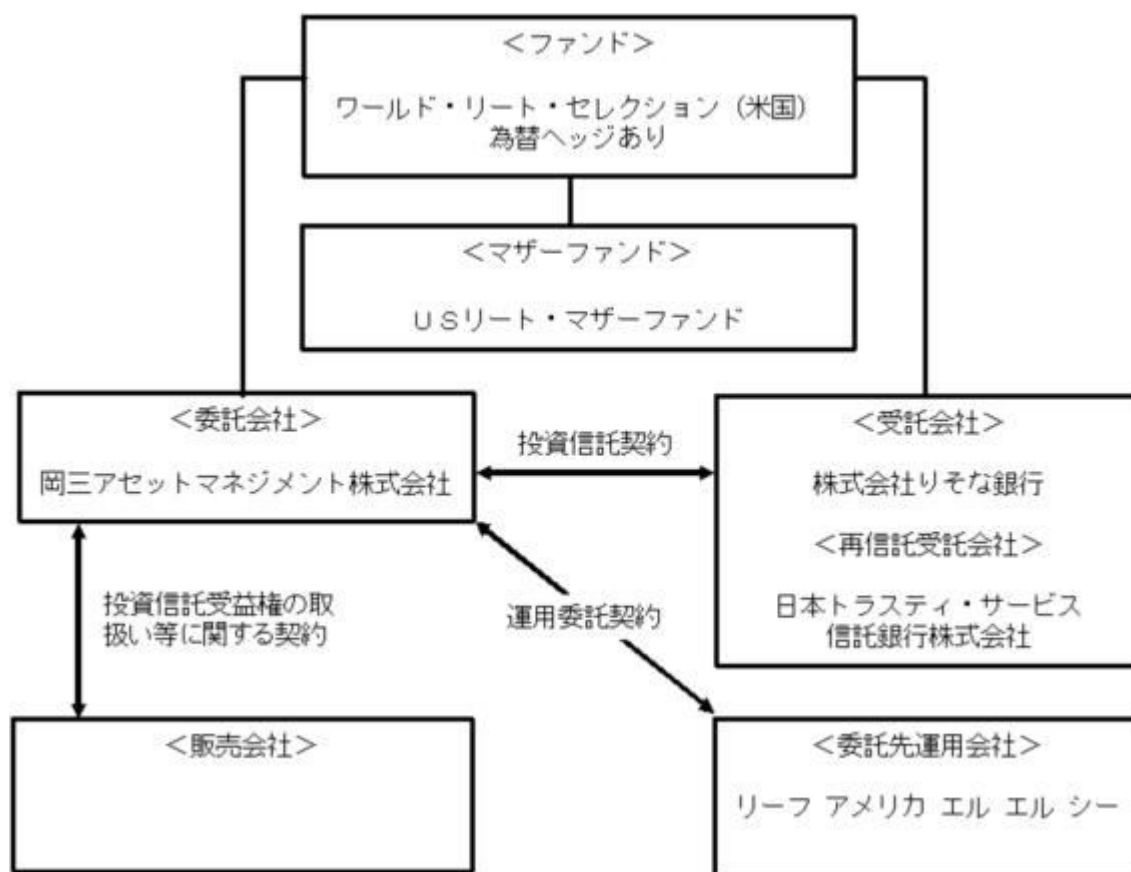 ＜ファンド＞
ワールド・リート・セレクション（米国）
為替ヘッジあり
＜マザーファンド＞
ＵＳリート・マザーファンド
＜委託会社＞
岡三アセットマネジメント株式会社
投資信託契約
＜受託会社＞
株式会社りそな銀行
＜再信託受託会社＞
日本トラスティ・サービス
信託銀行株式会社
投資信託受益権の取
扱い等に関する契約
運用委託契約
＜販売会社＞
＜委託先運用会社＞
リーフ アメリカ エル エル シー